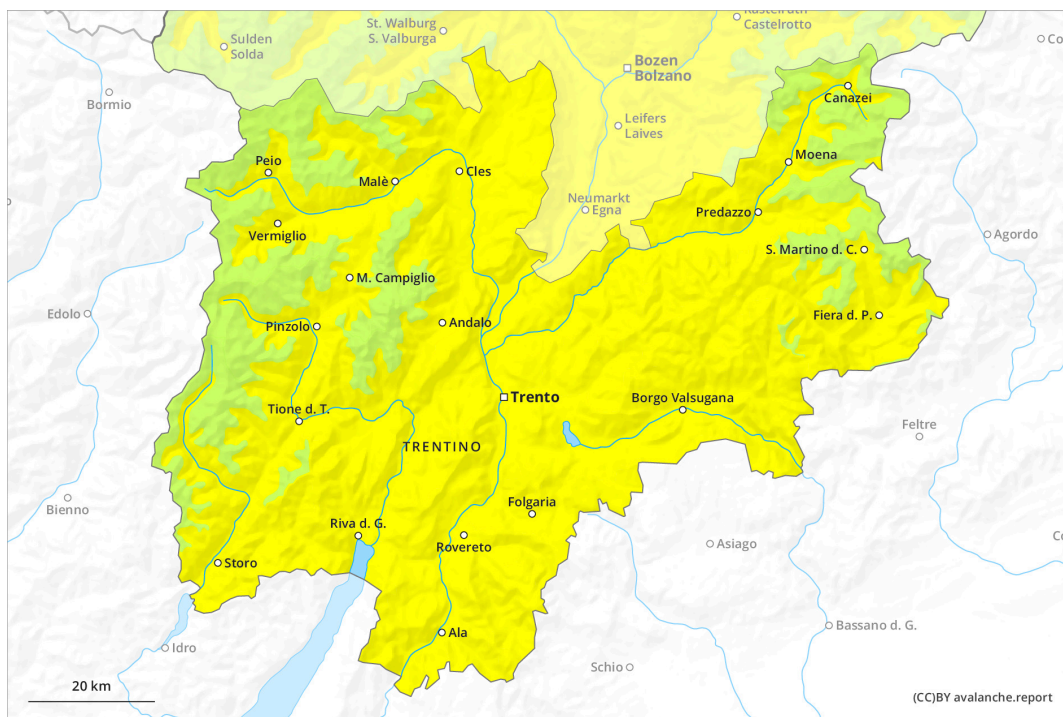 St. Walburg
S. Valburga
Kastelruth
Castelrotto
Sulden
Solda
Bozen
Bolzano
Bormio
Canazei
Leifers
Laives
Moena
Peio
Malè
Cles
Neumarkt
Egna
Predazzo
Vermiglio
Agordo
S. Martino d. C.
M. Campiglio
Edolo
Andalo
Fiera d. P.
Pinzolo
Trento
Borgo Valsugana
Tione d. T.
Feltre
TRENTINO
Bienno
Folgaria
Riva d. G.
Rovereto
Asiago
Storo
Ala
Bassano d. G.
Idro
Schio
20 km
(CC)BY avalanche.report